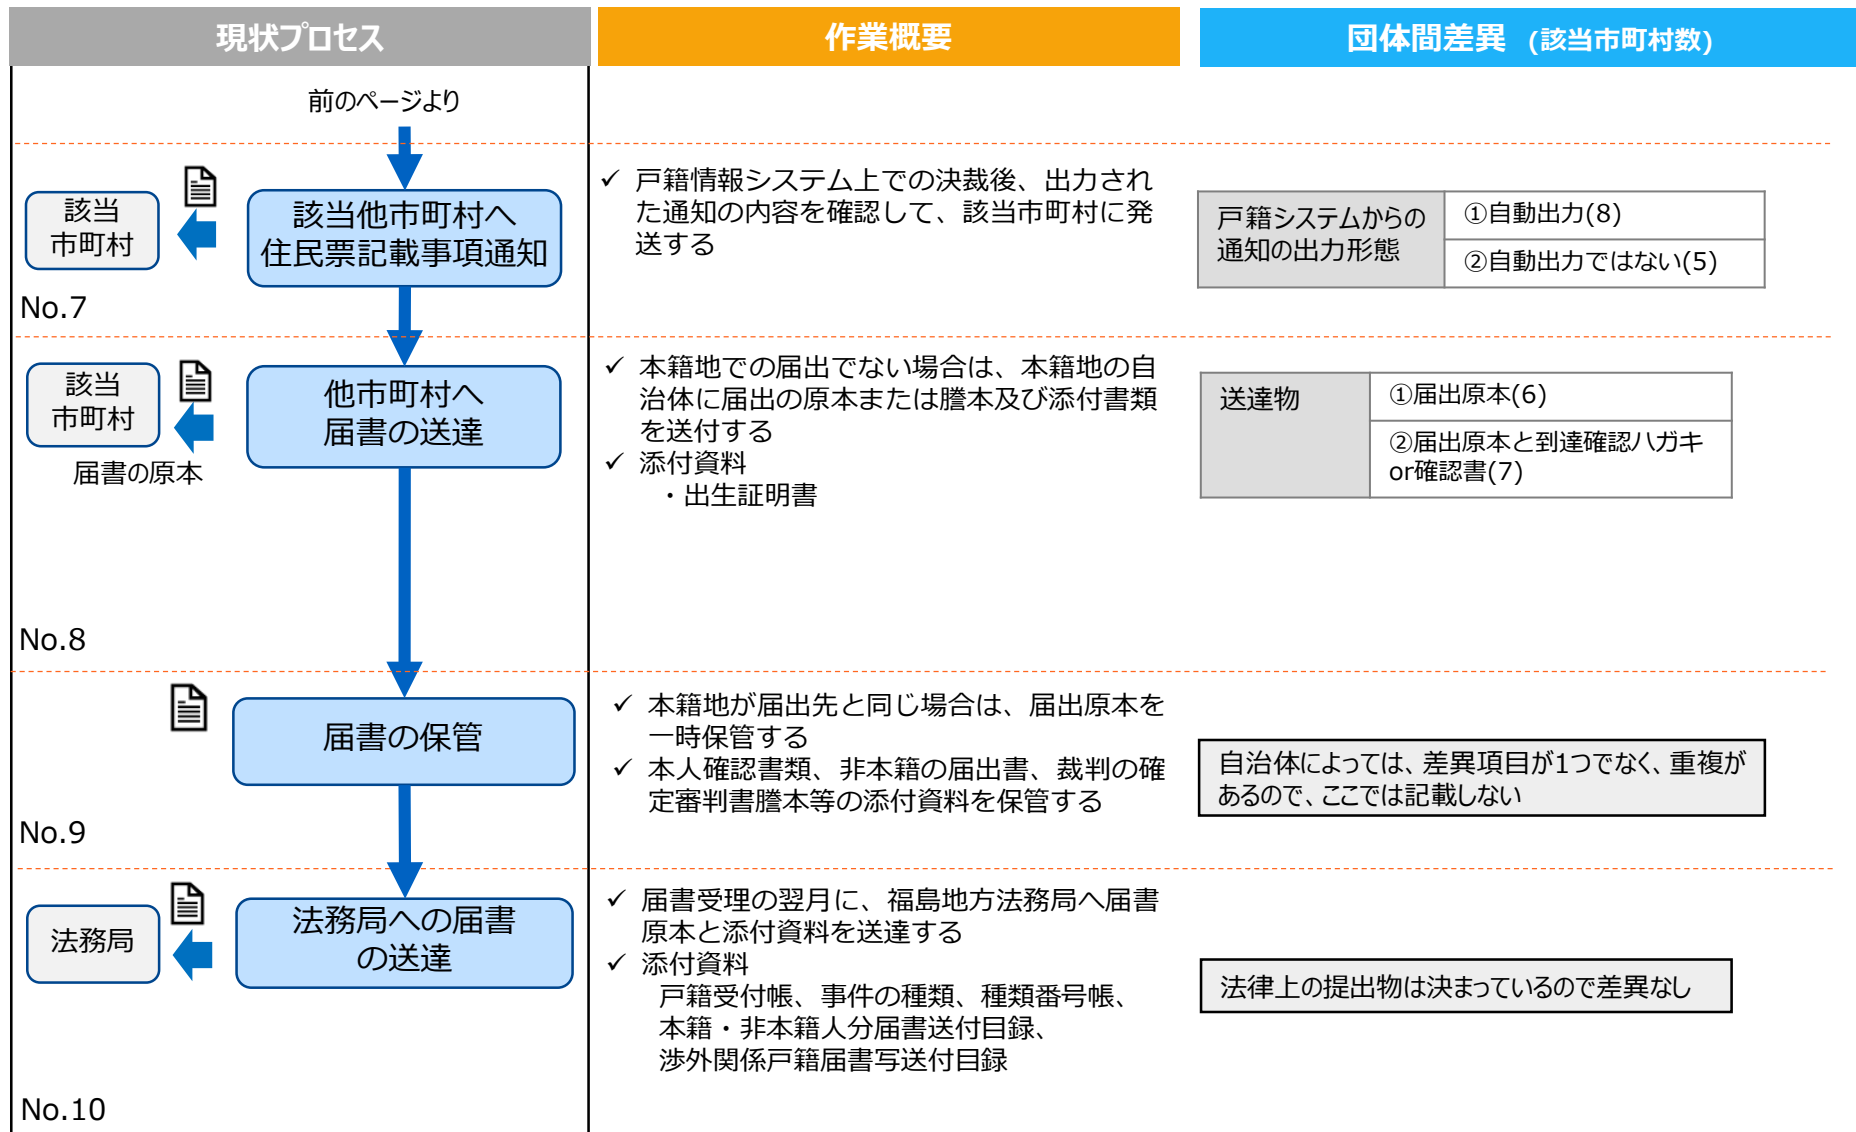 現状プロセス
作業概要
団体間差異 (該当市町村数)
前のページより
該当
市町村
該当他市町村へ
住民票記載事項通知
No.7
✓ 戸籍情報システム上での決裁後、出力され
た通知の内容を確認して、該当市町村に発
送する
戸籍システムからの
通知の出力形態
①自動出力(8)
②自動出力ではない(5)
該当
市町村
届書の原本
他市町村へ
届書の送達
No.8
✓ 本籍地での届出でない場合は、本籍地の自
治体に届出の原本または謄本及び添付書類
を送付する
✓ 添付資料
・出生証明書
送達物
①届出原本(6)
②届出原本と到達確認ハガキ
or確認書(7)
届書の保管
No.9
✓ 本籍地が届出先と同じ場合は、届出原本を
一時保管する
✓ 本人確認書類、非本籍の届出書、裁判の確
定審判書謄本等の添付資料を保管する
自治体によっては、差異項目が1つでなく、重複が
あるので、ここでは記載しない
法務局
法務局への届書
の送達
No.10
✓ 届書受理の翌月に、福島地方法務局へ届書
原本と添付資料を送達する
✓ 添付資料
戸籍受付帳、事件の種類、種類番号帳、
本籍・非本籍人分届書送付目録、
渉外関係戸籍届書写送付目録
法律上の提出物は決まっているので差異なし